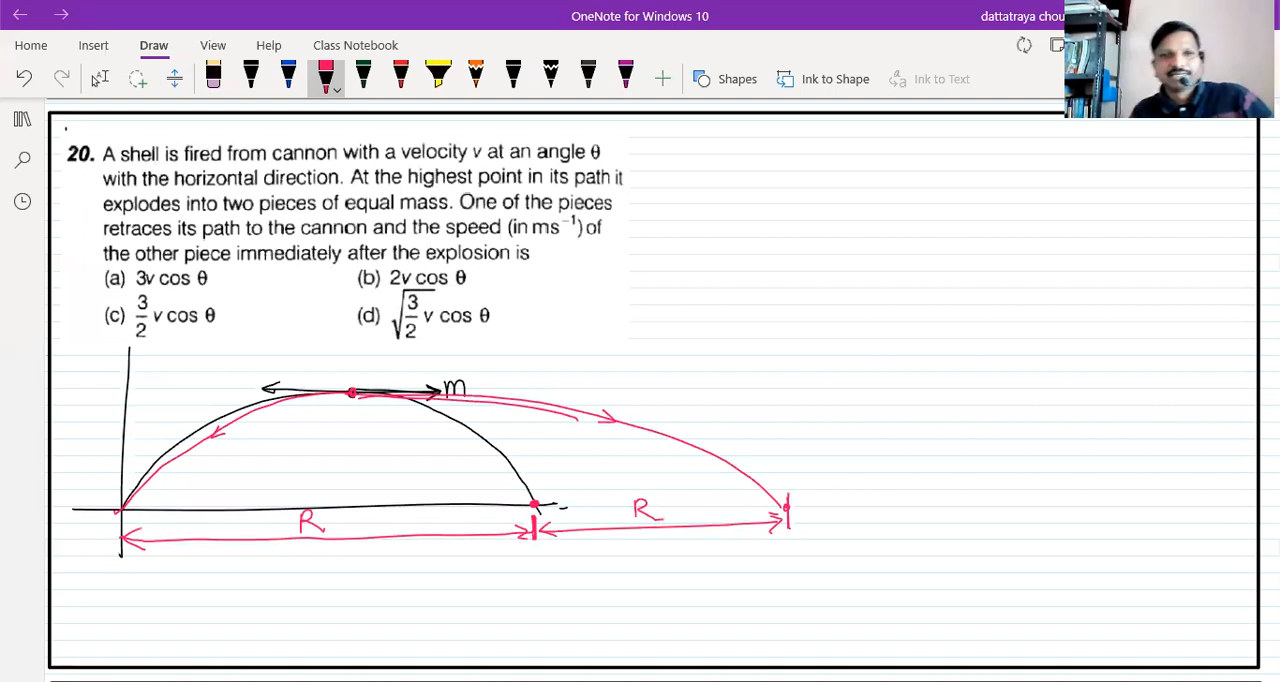 OneNote for Windows 10
dattatraya chou
Home Insert Draw View Help Class Notebook
Shapes Ink to Shape Ink to Text
20. A shell is fired from cannon with a velocity v at an angle θ
with the horizontal direction. At the highest point in its path it
explodes into two pieces of equal mass. One of the pieces
retraces its path to the cannon and the speed (in ms⁻¹) of
the other piece immediately after the explosion is
(a) 3v cos θ (b) 2v cos θ
(c) 3/2 v cos θ (d) √(3/2 v) cos θ
m
R R